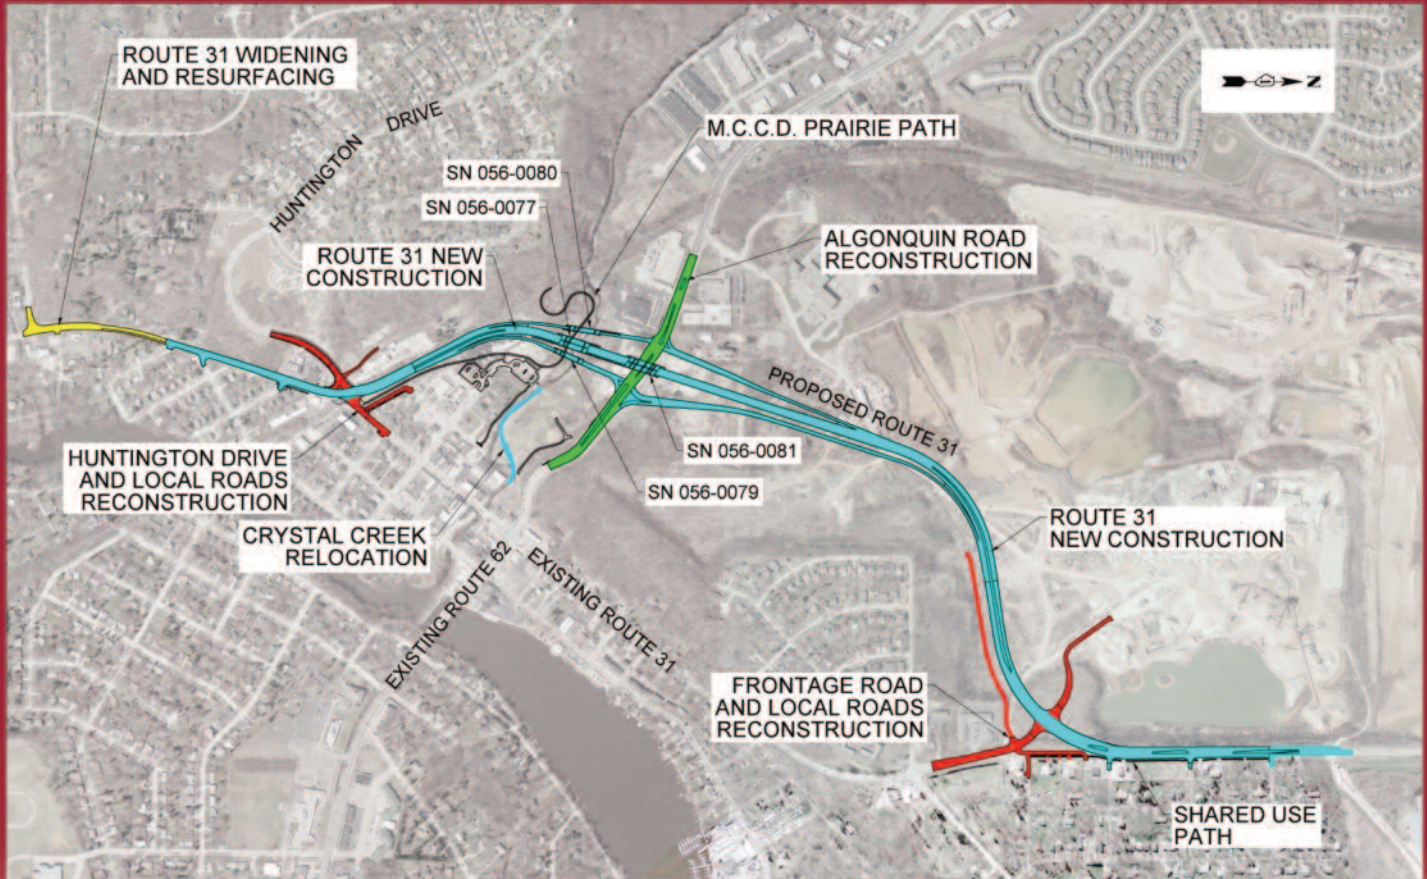 ROUTE 31 WIDENING
AND RESURFACING
HUNTINGTON DRIVE
M.C.C.D. PRAIRIE PATH
SN 056-0080
SN 056-0077
ROUTE 31 NEW
CONSTRUCTION
ALGONQUIN ROAD
RECONSTRUCTION
N
PROPOSED ROUTE 31
HUNTINGTON DRIVE
AND LOCAL ROADS
RECONSTRUCTION
SN 056-0081
SN 056-0079
CRYSTAL CREEK
RELOCATION
EXISTING ROUTE 62
EXISTING ROUTE 31
ROUTE 31
NEW CONSTRUCTION
FRONTAGE ROAD
AND LOCAL ROADS
RECONSTRUCTION
SHARED USE
PATH